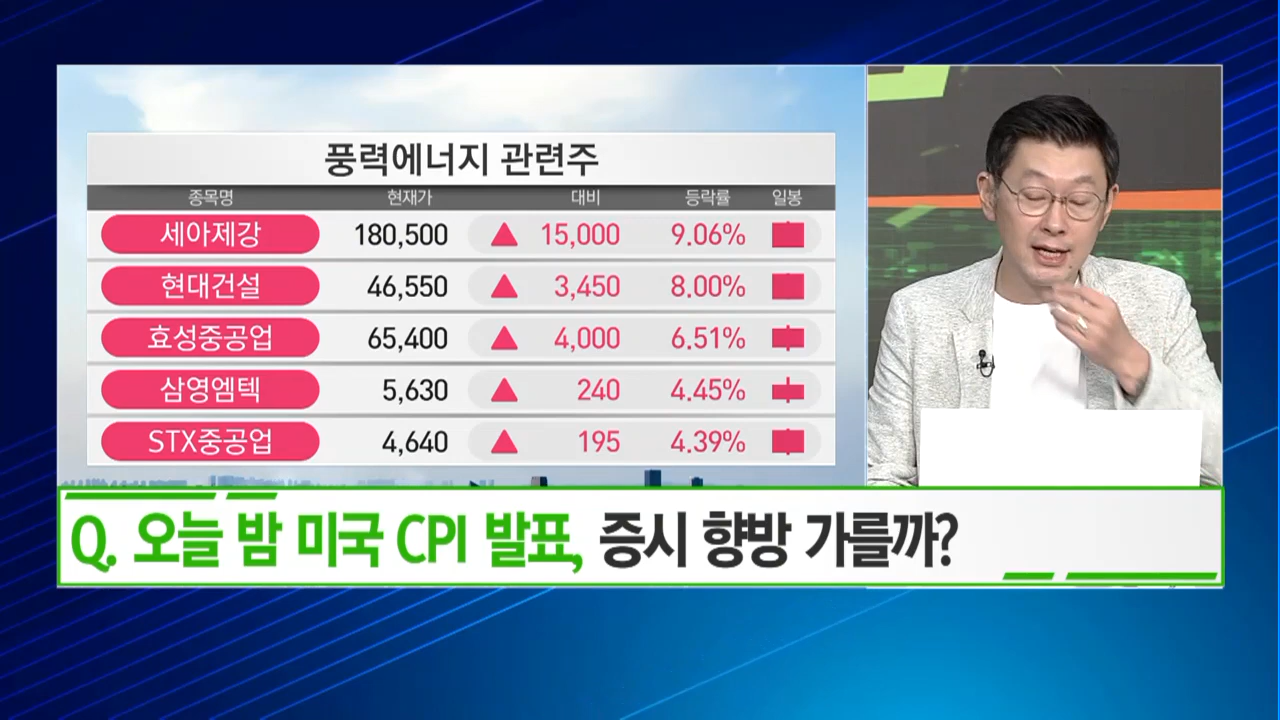 풍력에너지 관련주
종목명 현재가 대비 등락률 일봉
세아제강 180,500 ▲ 15,000 9.06%
현대건설 46,550 ▲ 3,450 8.00%
효성중공업 65,400 ▲ 4,000 6.51%
삼영엠텍 5,630 ▲ 240 4.45%
STX중공업 4,640 ▲ 195 4.39%
Q. 오늘 밤 미국 CPI 발표, 증시 향방 가를까?